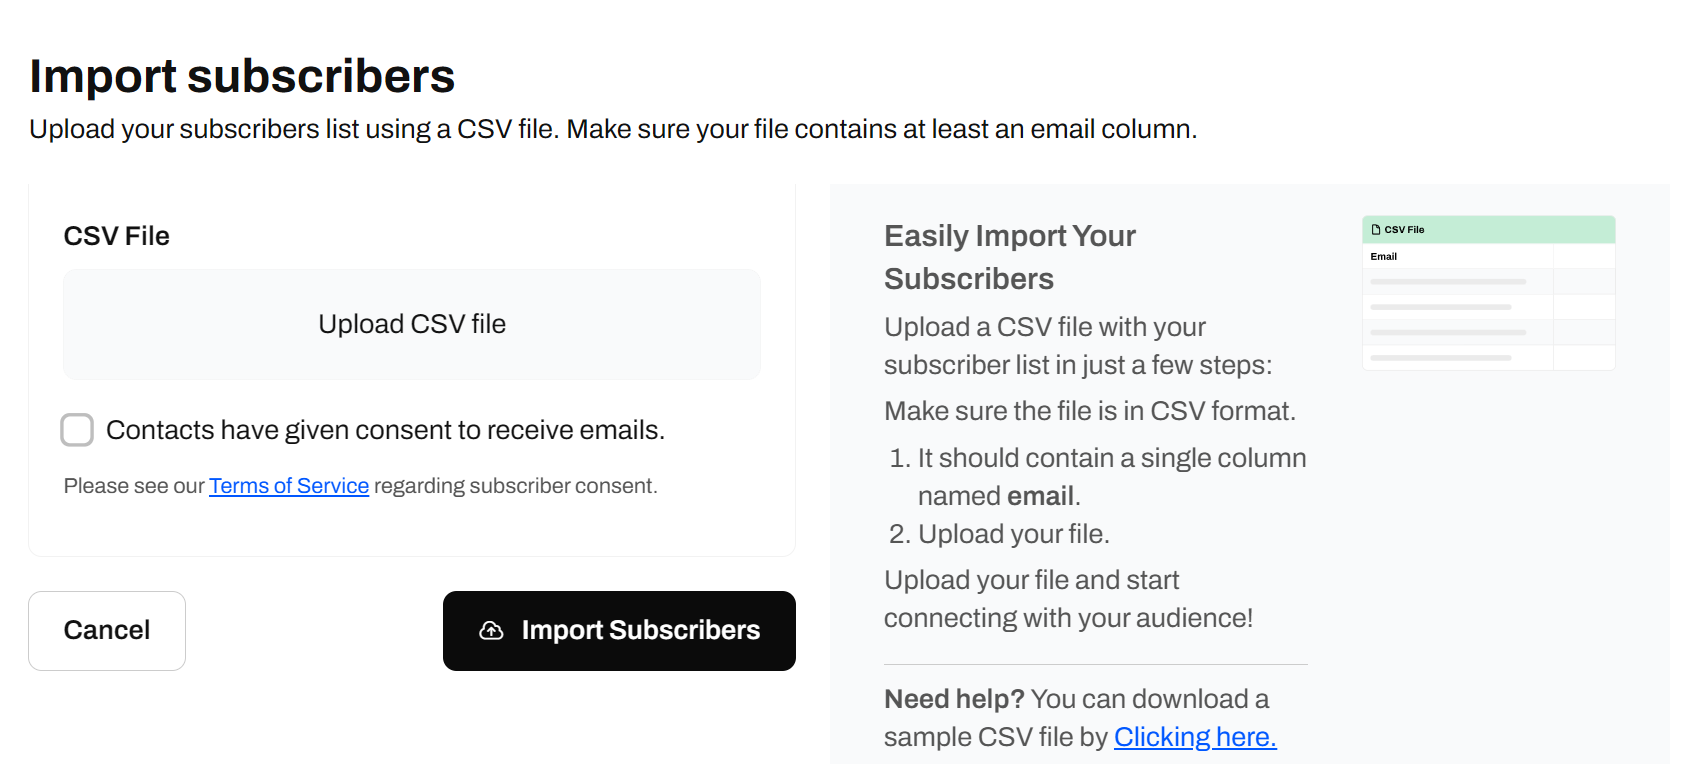 Import subscribers
Upload your subscribers list using a CSV file. Make sure your file contains at least an email column.
CSV File
Upload CSV file
Contacts have given consent to receive emails.
Please see our Terms of Service regarding subscriber consent.
Cancel
Import Subscribers
Easily Import Your
Subscribers
Upload a CSV file with your
subscriber list in just a few steps:
Make sure the file is in CSV format.
1. It should contain a single column
named email.
2. Upload your file.
Upload your file and start
connecting with your audience!
Need help? You can download a
sample CSV file by Clicking here.
CSV File
Email